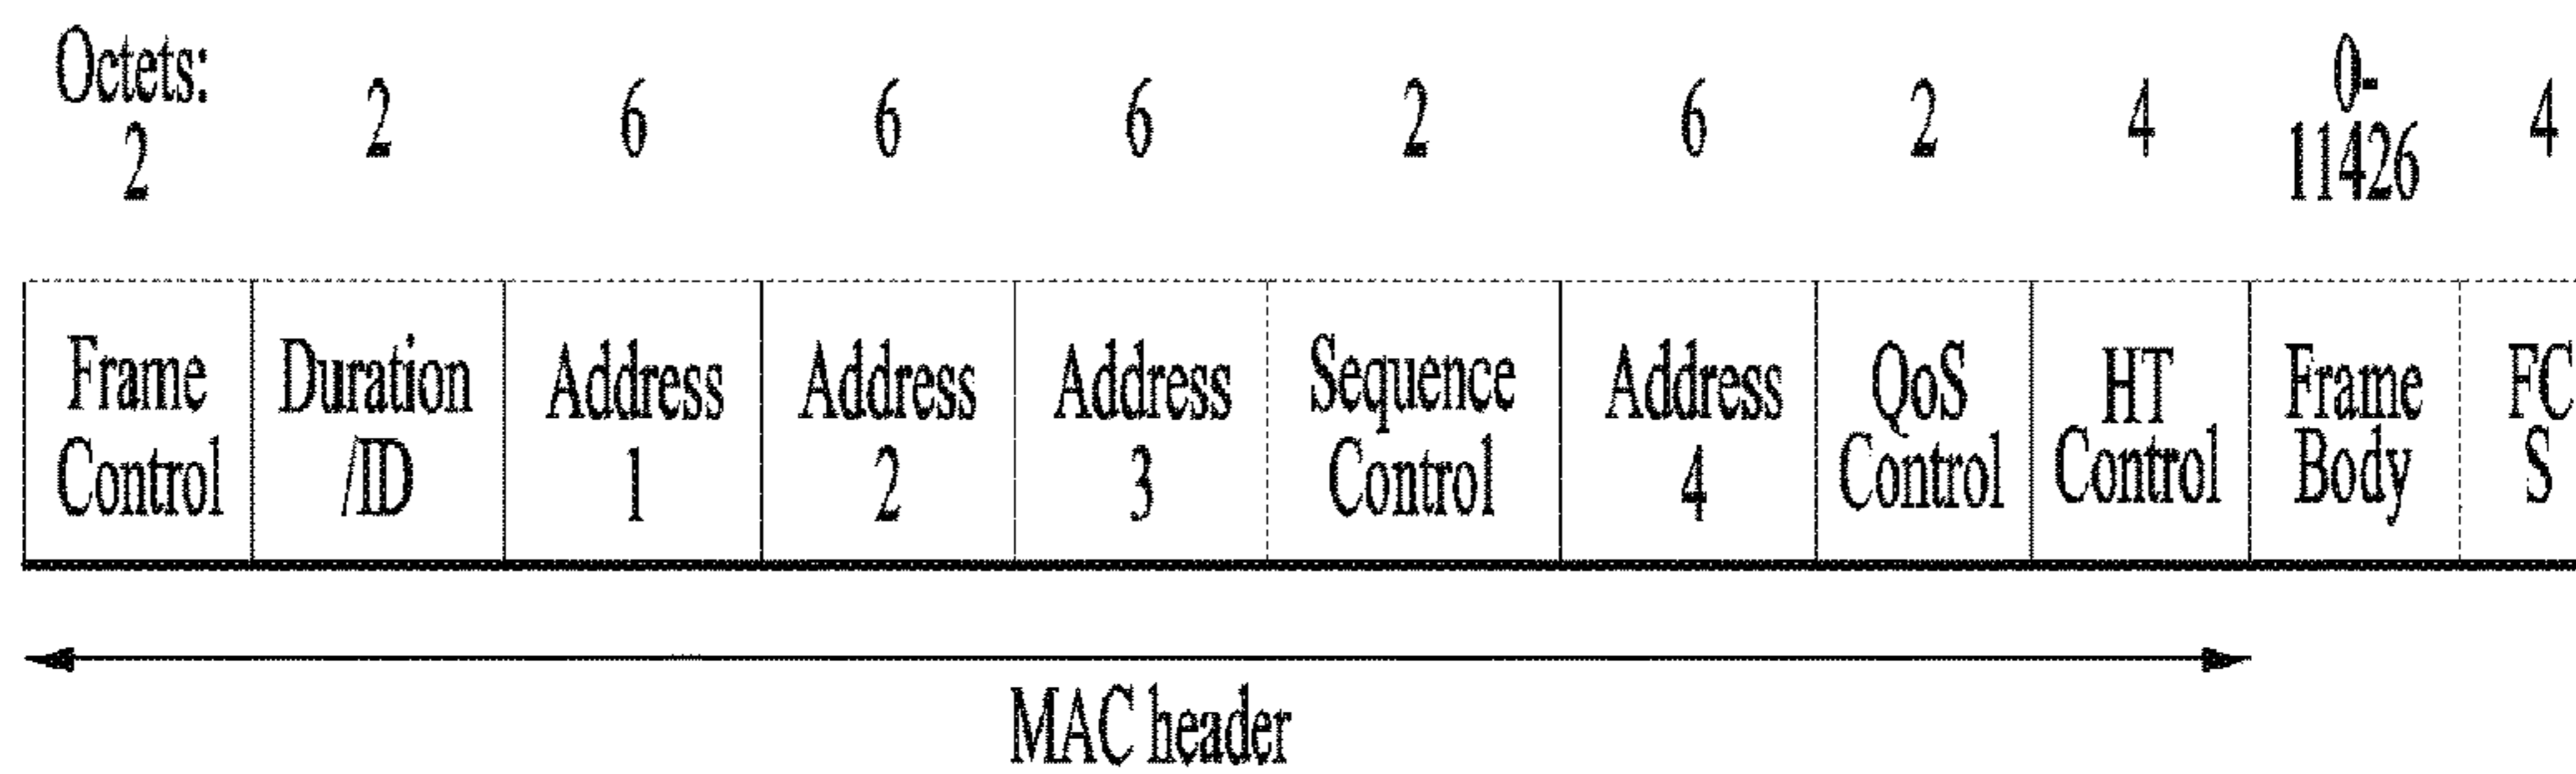 Octets:
2 2 6 6 6 2 6 2 4 0-
11426 4
Frame Control
Duration /ID
Address 1
Address 2
Address 3
Sequence Control
Address 4
QoS Control
HT Control
Frame Body
FC S
MAC header